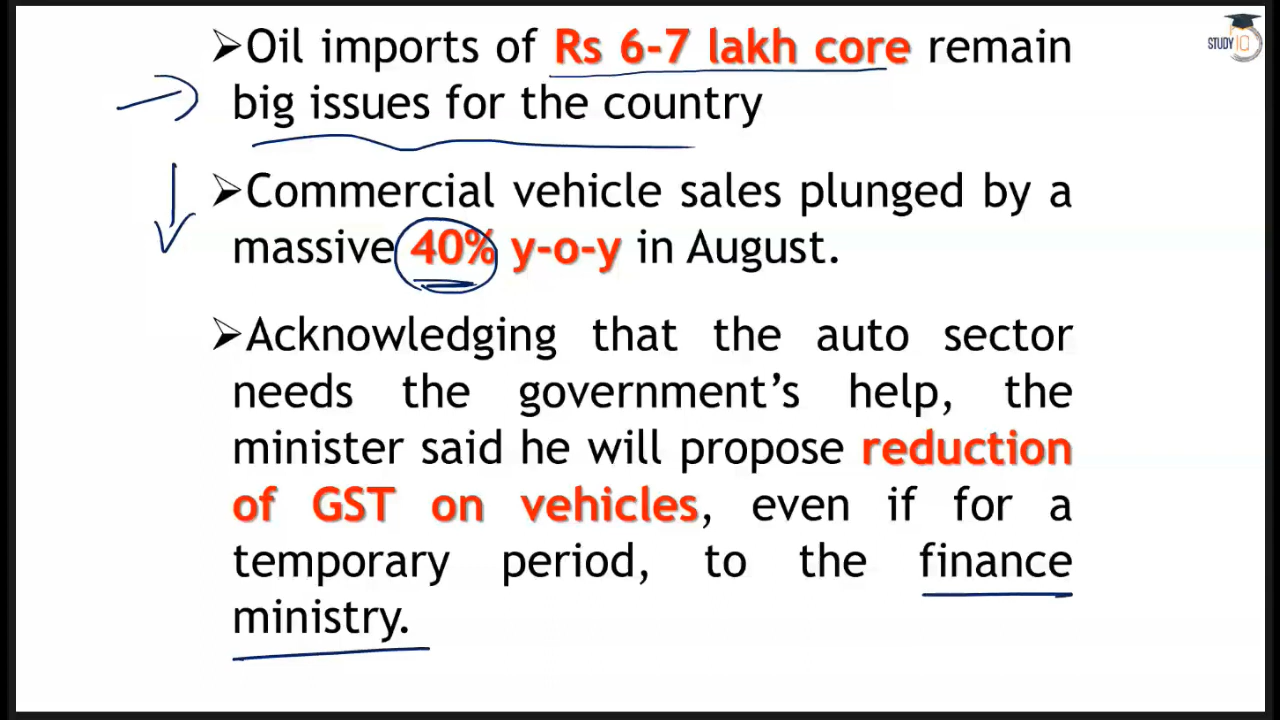 ➢Oil imports of Rs 6-7 lakh core remain
big issues for the country
➢Commercial vehicle sales plunged by a
massive 40% y-o-y in August.
➢Acknowledging that the auto sector
needs the government’s help, the
minister said he will propose reduction
of GST on vehicles, even if for a
temporary period, to the finance
ministry.
STUDY IQ